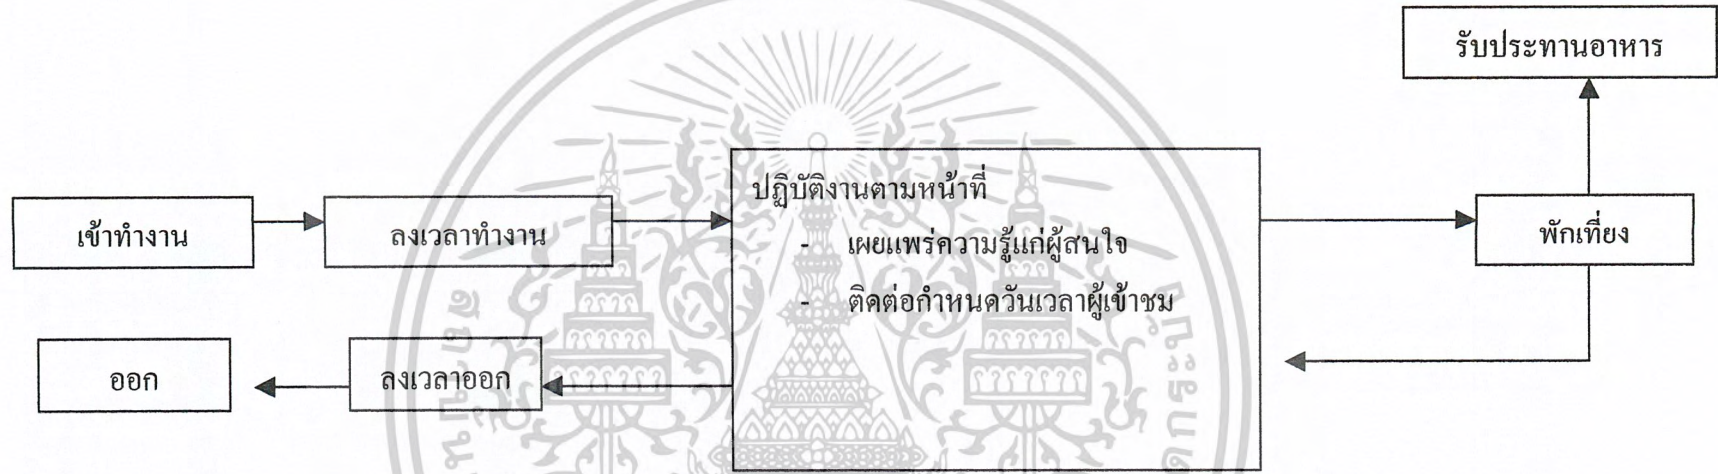 รับประทานอาหาร
เข้าทำงาน
ลงเวลาทำงาน
ปฏิบัติงานตามหน้าที่
- เผยแพร่ความรู้แก่ผู้สนใจ
- ติดต่อกำหนดวันเวลาผู้เข้าชม
พักเที่ยง
ออก
ลงเวลาออก